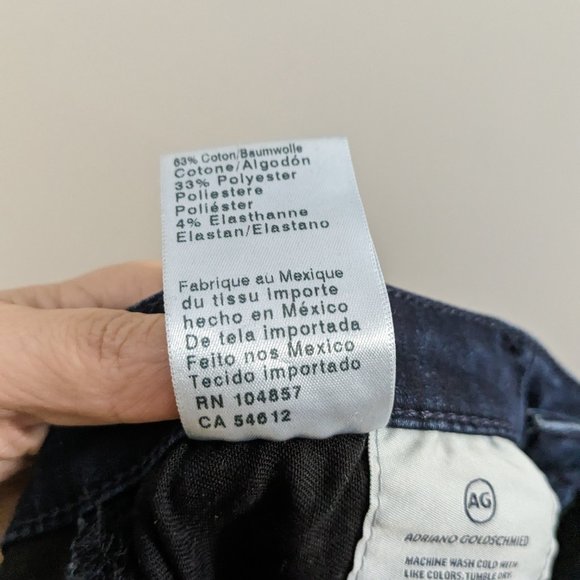 63% Coton/Baumwolle
Cotone/Algodón
33% Polyester
Poliestere
Poliéster
4% Elasthanne
Elastan/Elastano
Fabrique au Mexique
du tissu importe
hecho en México
De tela importada
Feito nos Mexico
Tecido importado
RN 104857
CA 54612
AG
ADRIANO GOLDSCHMIED
MACHINE WASH COLD WITH
LIKE COLORS. TUMBLE DRY